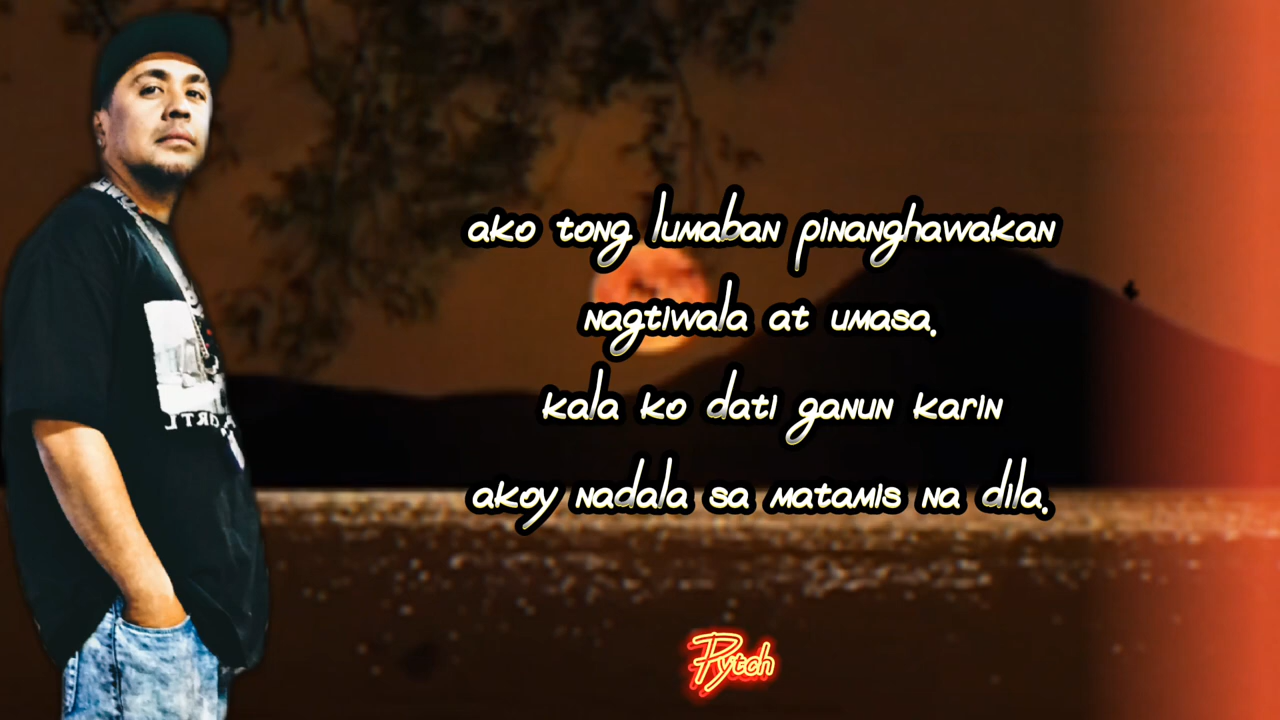 ako tong lumaban pinanghawakan
nagtiwala at umasa.
kala ko dati ganun karin
akoy nadala sa matamis na dila.
Pytch